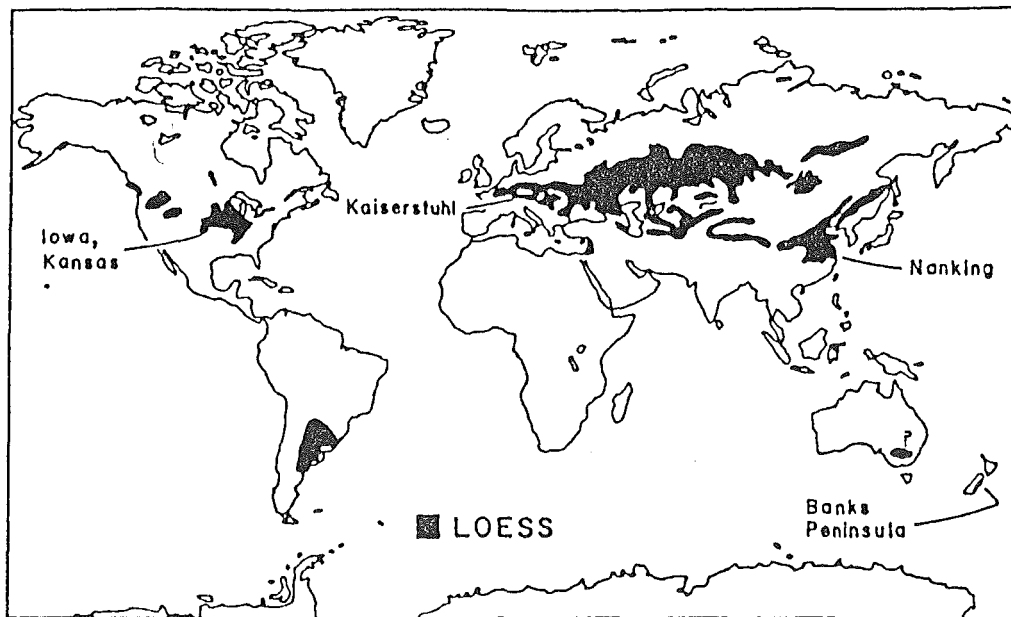 Kaiserstuhl
Iowa,
Kansas
Nanking
?
LOESS
Banks
Peninsula